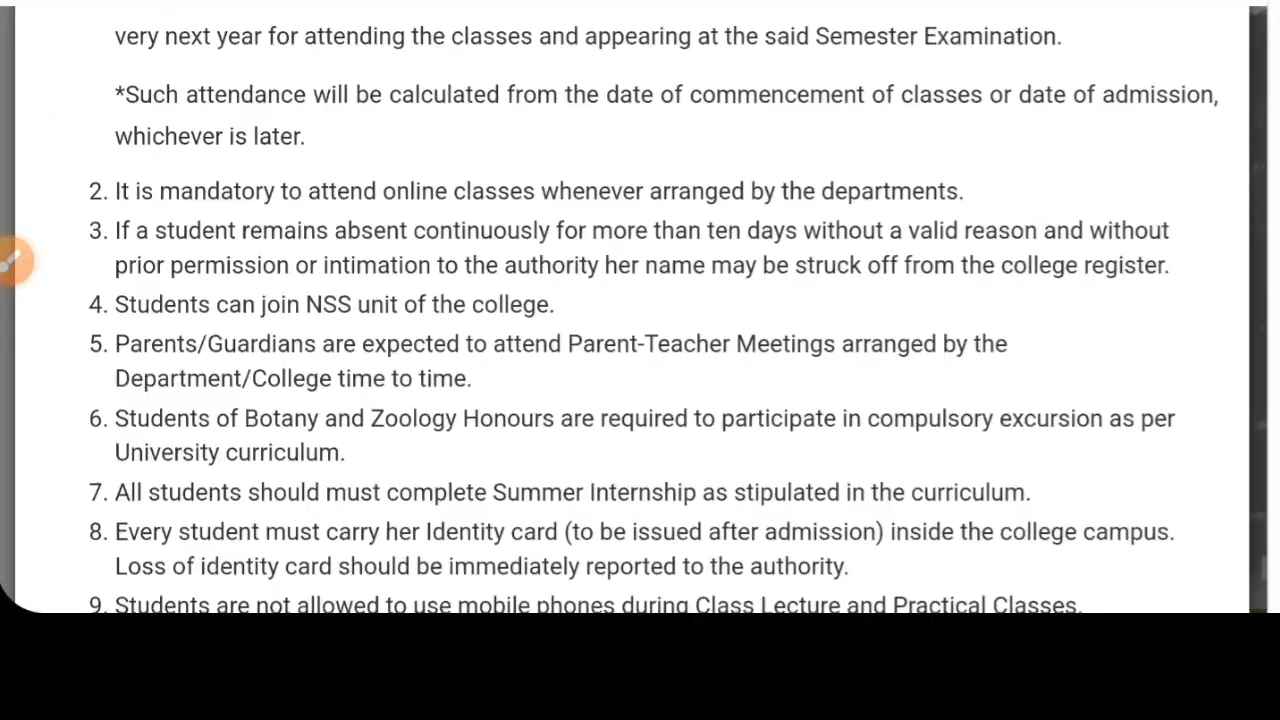 very next year for attending the classes and appearing at the said Semester Examination.
*Such attendance will be calculated from the date of commencement of classes or date of admission,
whichever is later.
2. It is mandatory to attend online classes whenever arranged by the departments.
3. If a student remains absent continuously for more than ten days without a valid reason and without
prior permission or intimation to the authority her name may be struck off from the college register.
4. Students can join NSS unit of the college.
5. Parents/Guardians are expected to attend Parent-Teacher Meetings arranged by the
Department/College time to time.
6. Students of Botany and Zoology Honours are required to participate in compulsory excursion as per
University curriculum.
7. All students should must complete Summer Internship as stipulated in the curriculum.
8. Every student must carry her Identity card (to be issued after admission) inside the college campus.
Loss of identity card should be immediately reported to the authority.
9. Students are not allowed to use mobile phones during Class Lecture and Practical Classes.